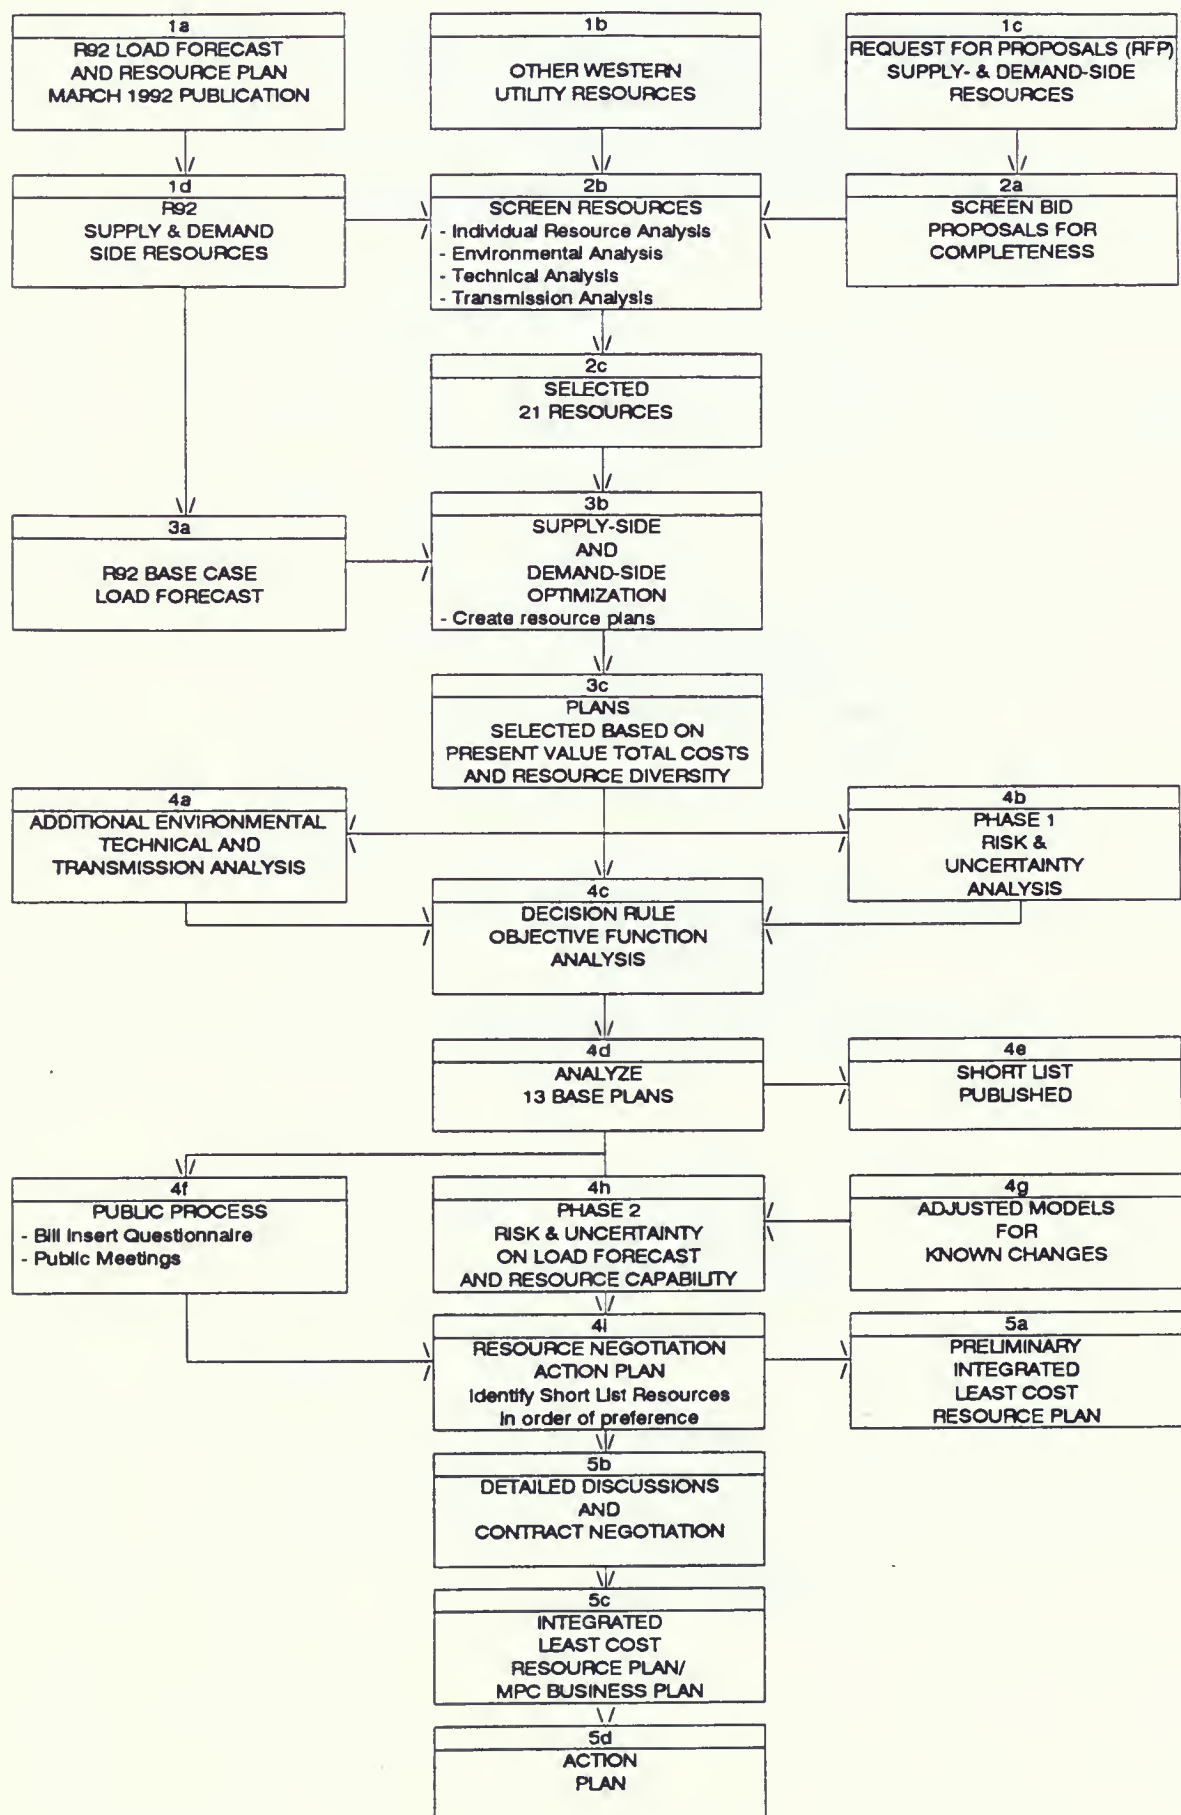 1a
R92 LOAD FORECAST
AND RESOURCE PLAN
MARCH 1992 PUBLICATION
1b
OTHER WESTERN
UTILITY RESOURCES
1c
REQUEST FOR PROPOSALS (RFP)
SUPPLY- & DEMAND-SIDE
RESOURCES
1d
R92
SUPPLY & DEMAND
SIDE RESOURCES
2b
SCREEN RESOURCES
- Individual Resource Analysis
- Environmental Analysis
- Technical Analysis
- Transmission Analysis
2a
SCREEN BID
PROPOSALS FOR
COMPLETENESS
2c
SELECTED
21 RESOURCES
3a
R92 BASE CASE
LOAD FORECAST
3b
SUPPLY-SIDE
AND
DEMAND-SIDE
OPTIMIZATION
- Create resource plans
3c
PLANS
SELECTED BASED ON
PRESENT VALUE TOTAL COSTS
AND RESOURCE DIVERSITY
4a
ADDITIONAL ENVIRONMENTAL
TECHNICAL AND
TRANSMISSION ANALYSIS
4b
PHASE 1
RISK &
UNCERTAINTY
ANALYSIS
4c
DECISION RULE
OBJECTIVE FUNCTION
ANALYSIS
4d
ANALYZE
13 BASE PLANS
4e
SHORT LIST
PUBLISHED
4f
PUBLIC PROCESS
- Bill Insert Questionnaire
- Public Meetings
4h
PHASE 2
RISK & UNCERTAINTY
ON LOAD FORECAST
AND RESOURCE CAPABILITY
4g
ADJUSTED MODELS
FOR
KNOWN CHANGES
4i
RESOURCE NEGOTIATION
ACTION PLAN
Identify Short List Resources
In order of preference
5a
PRELIMINARY
INTEGRATED
LEAST COST
RESOURCE PLAN
5b
DETAILED DISCUSSIONS
AND
CONTRACT NEGOTIATION
5c
INTEGRATED
LEAST COST
RESOURCE PLAN/
MPC BUSINESS PLAN
5d
ACTION
PLAN